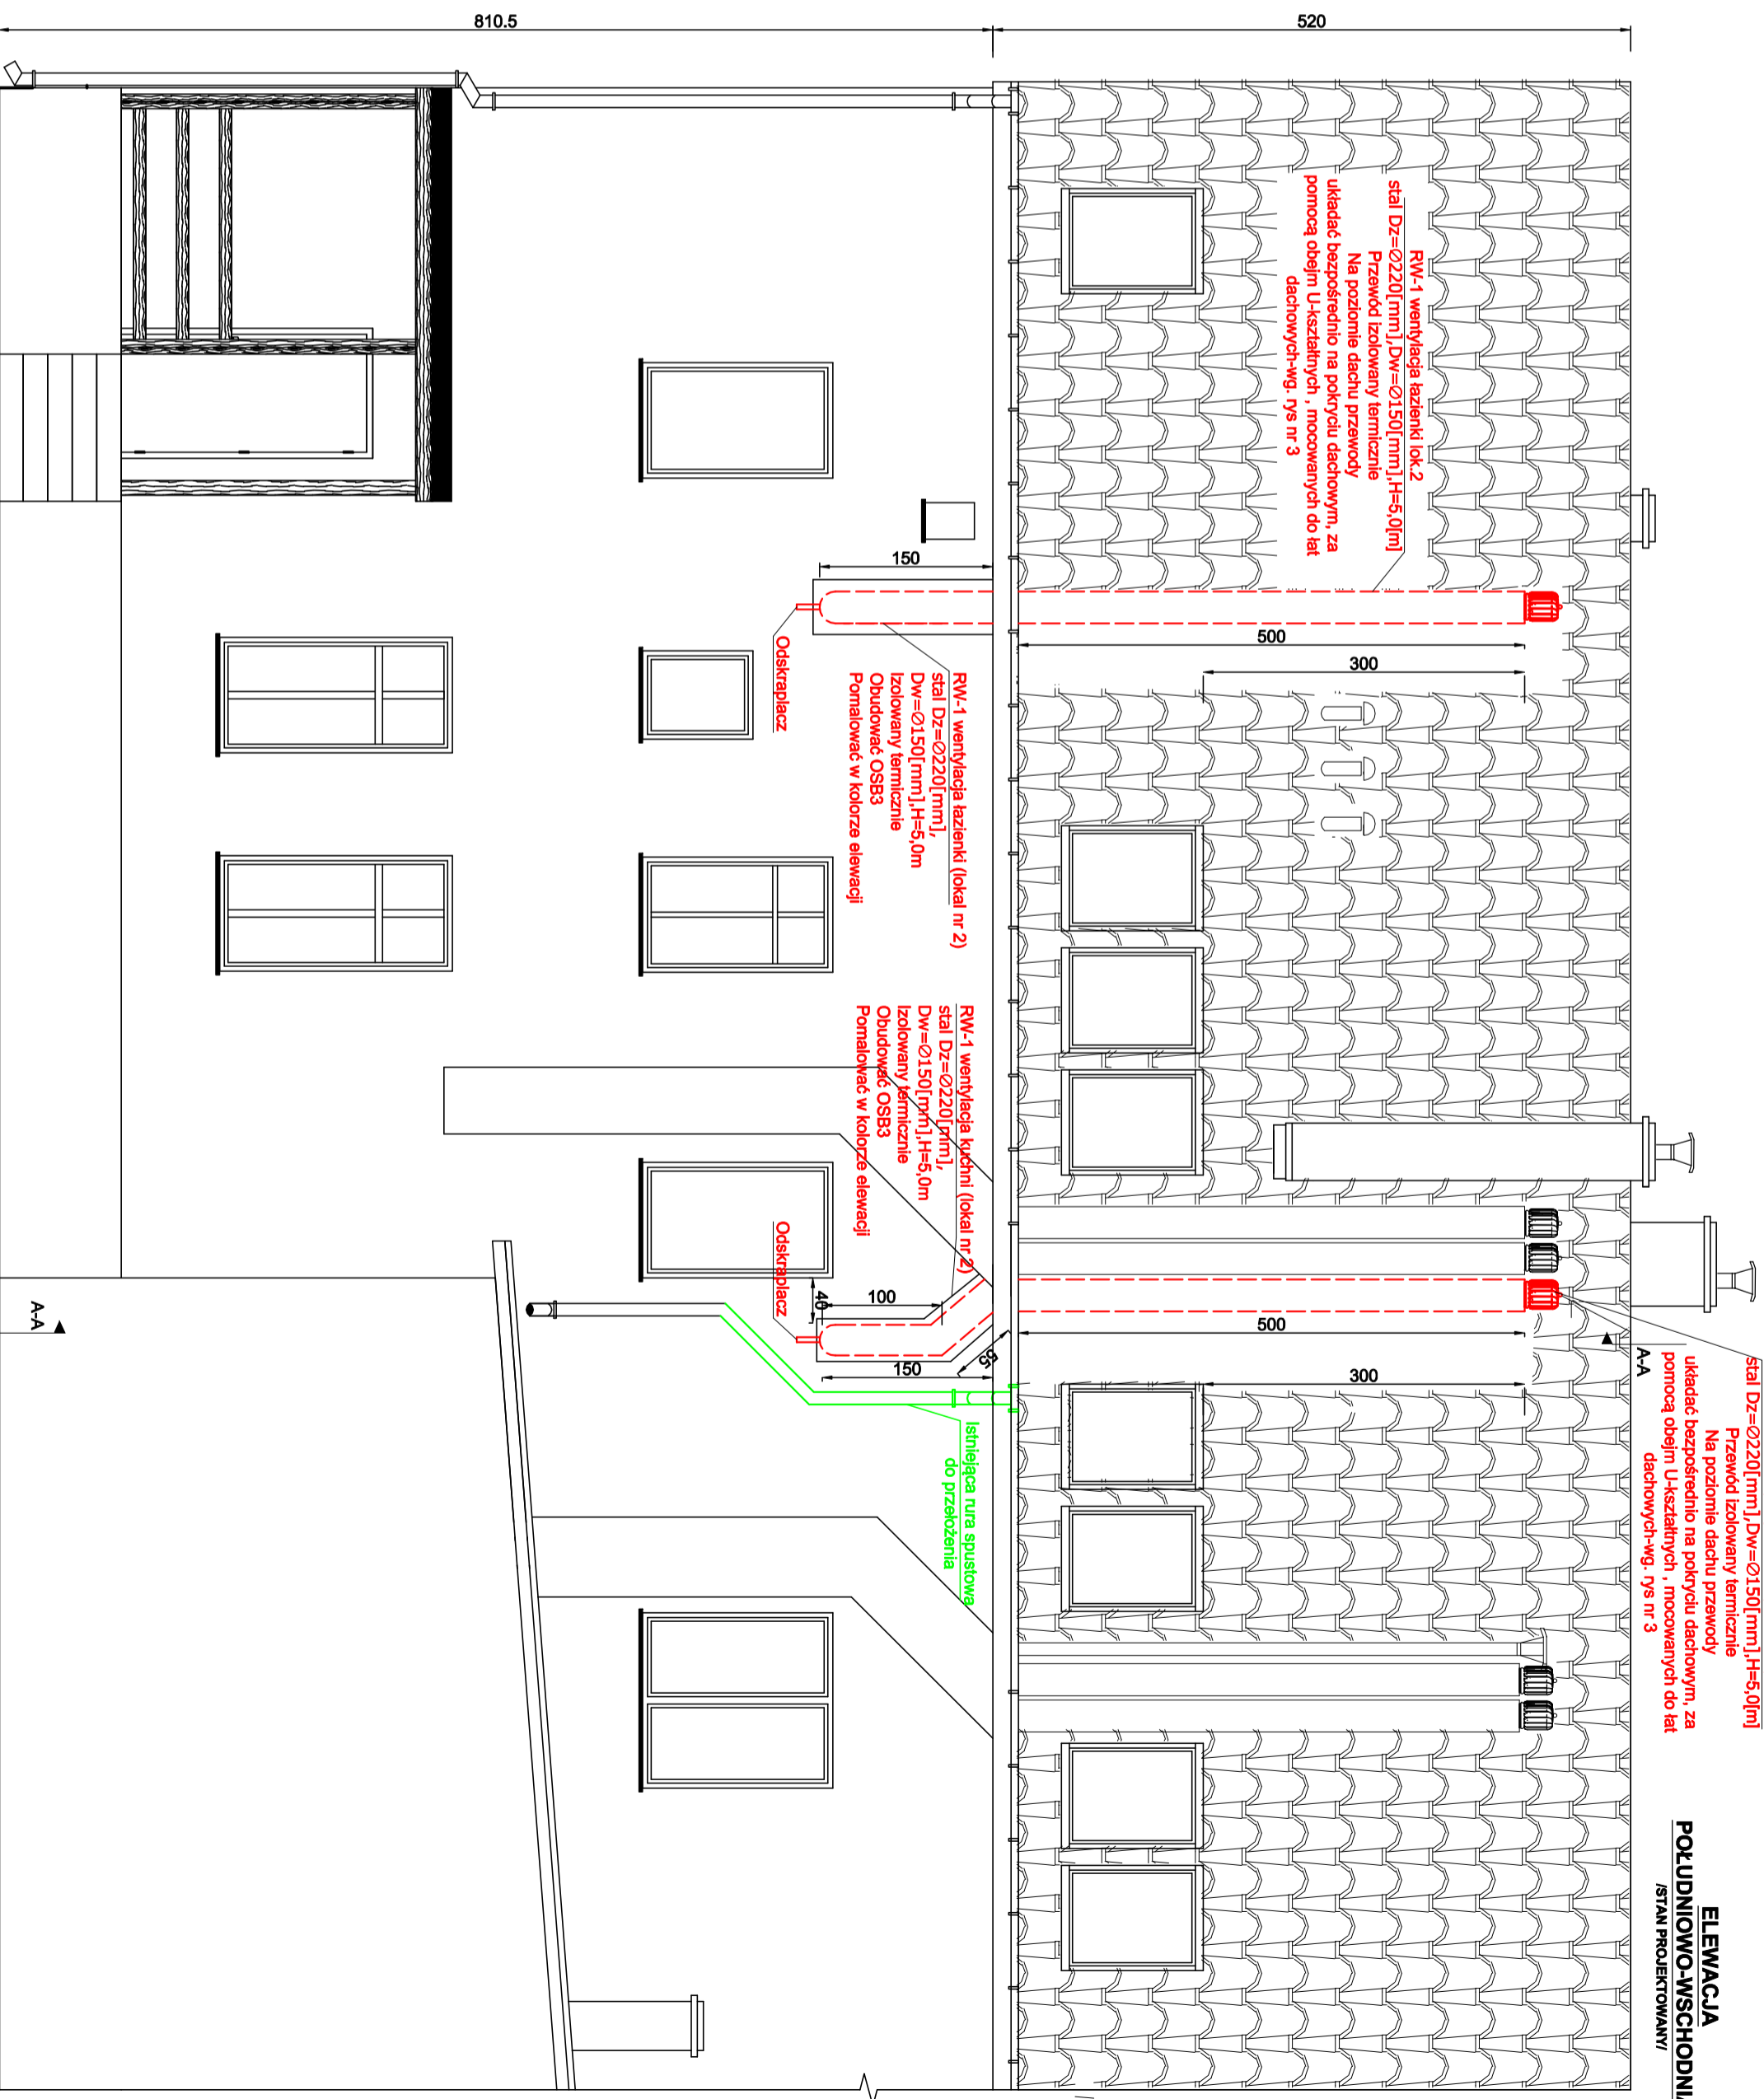 ELEWACJA
POŁUDNIOWO-WSCHODNIA
/STAN PROJEKTOWANY/
stal Dz=∅220[mm],Dw=∅150[mm],H=5,0[m]
Przewód izolowany termicznie
Na poziomie dachu przewody
układać bezpośrednio na pokryciu dachowym, za
pomocą obejm U-kształtnych , mocowanych do łat
dachowych-wg. rys nr 3
A-A
RW-1 wentylacja łazienki lok.2
stal Dz=∅220[mm],Dw=∅150[mm],H=5,0[m]
Przewód izolowany termicznie
Na poziomie dachu przewody
układać bezpośrednio na pokryciu dachowym, za
pomocą obejm U-kształtnych , mocowanych do łat
dachowych-wg. rys nr 3
520
500
300
500
300
810.5
150
RW-1 wentylacja łazienki (lokal nr 2)
stal Dz=∅220[mm],
Dw=∅150[mm],H=5,0m
Izolowany termicznie
Obudować OSB3
Pomalować w kolorze elewacji
Odskraplacz
RW-1 wentylacja kuchni (lokal nr 2)
stal Dz=∅220[mm],
Dw=∅150[mm],H=5,0m
Izolowany termicznie
Obudować OSB3
Pomalować w kolorze elewacji
Odskraplacz
55
100
40
150
Istniejąca rura spustowa
do przełożenia
A-A